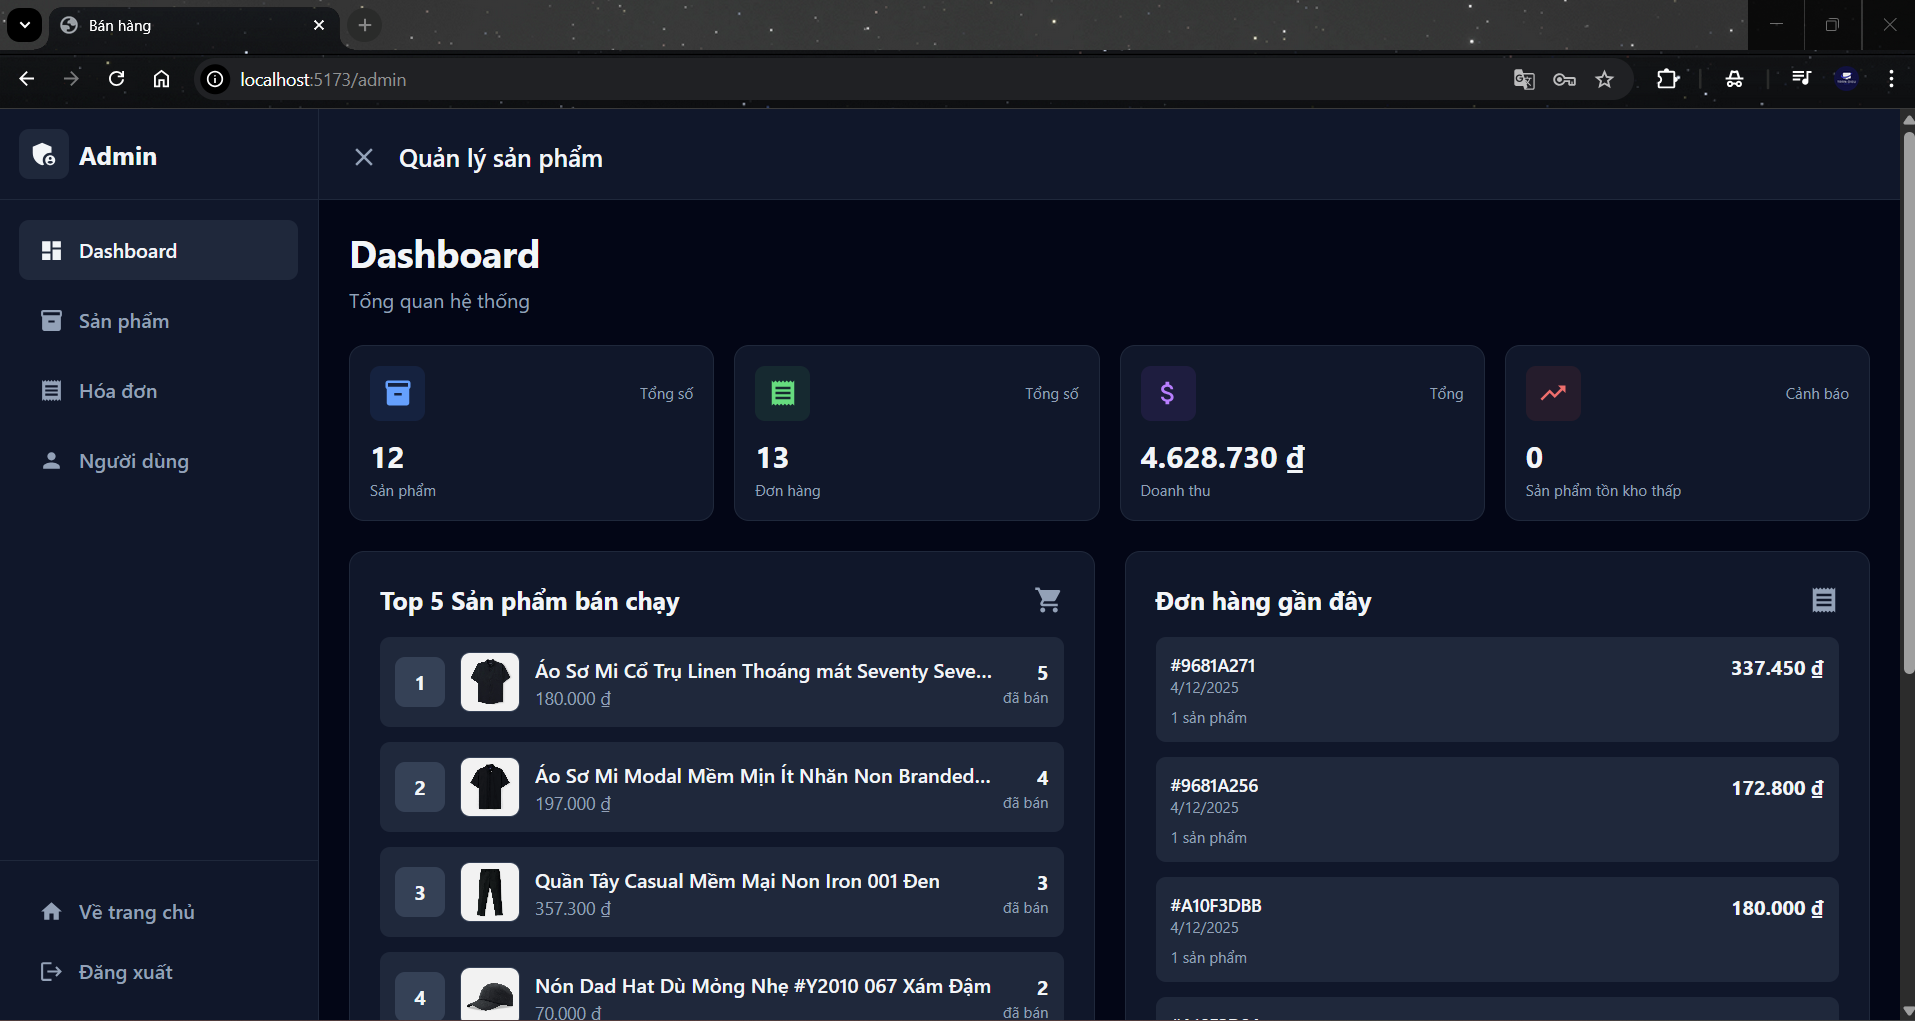 Bán hàng
localhost:5173/admin
Admin
Quản lý sản phẩm
Dashboard
Sản phẩm
Hóa đơn
Người dùng
Về trang chủ
Đăng xuất
Dashboard
Tổng quan hệ thống
Tổng số
12
Sản phẩm
Tổng số
13
Đơn hàng
Tổng
4.628.730 ₫
Doanh thu
Cảnh báo
0
Sản phẩm tồn kho thấp
Top 5 Sản phẩm bán chạy
1
Áo Sơ Mi Cổ Trụ Linen Thoáng mát Seventy Seve...
180.000 ₫
5
đã bán
2
Áo Sơ Mi Modal Mềm Mịn Ít Nhăn Non Branded...
197.000 ₫
4
đã bán
3
Quần Tây Casual Mềm Mại Non Iron 001 Đen
357.300 ₫
3
đã bán
4
Nón Dad Hat Dù Mỏng Nhẹ #Y2010 067 Xám Đậm
70.000 ₫
2
đã bán
Đơn hàng gần đây
#9681A271
337.450 ₫
4/12/2025
1 sản phẩm
#9681A256
172.800 ₫
4/12/2025
1 sản phẩm
#A10F3DBB
180.000 ₫
4/12/2025
1 sản phẩm